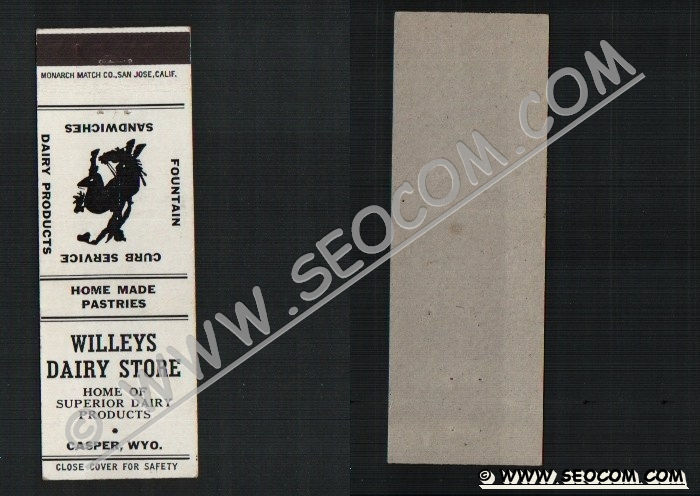 MONARCH MATCH CO., SAN JOSE, CALIF.
SANDWICHES
DAIRY PRODUCTS
FOUNTAIN
CURB SERVICE
HOME MADE
PASTRIES
WILLEYS
DAIRY STORE
HOME OF
SUPERIOR DAIRY
PRODUCTS
CASPER, WYO.
CLOSE COVER FOR SAFETY
© WWW.SEOCOM.COM
© WWW.SEOCOM.COM